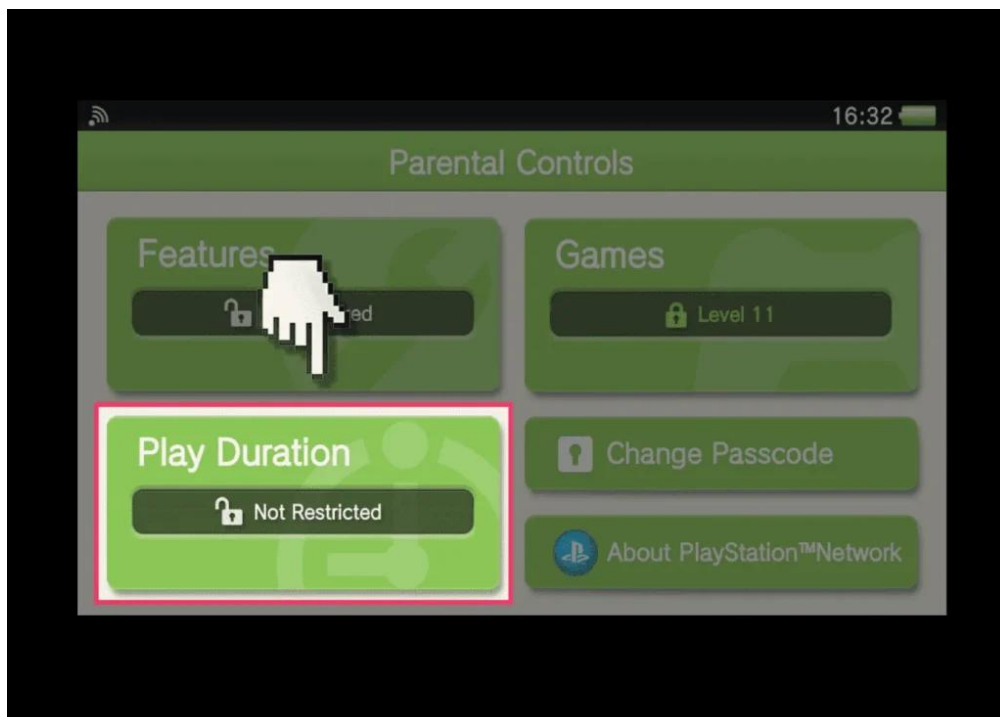 16:32
Parental Controls
Features
Games
Level 11
Play Duration
Not Restricted
Change Passcode
About PlayStation™Network